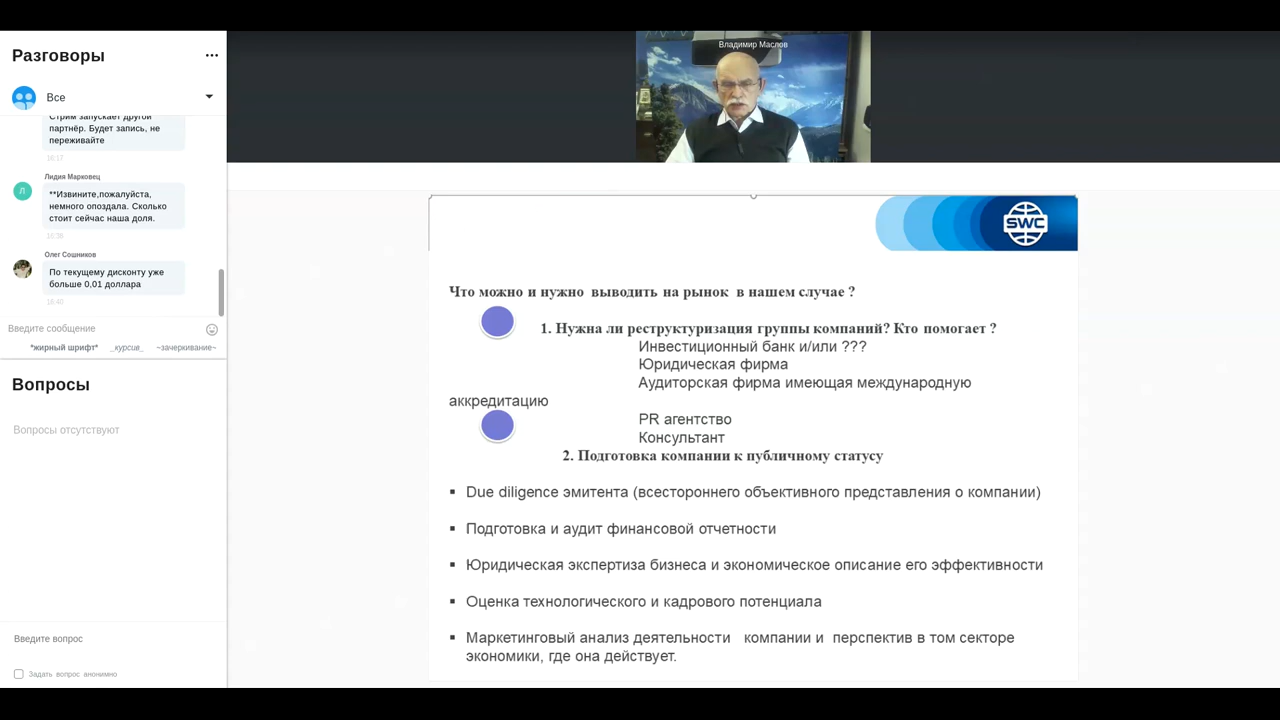 Разговоры
Все
Стрим запускает другой
партнёр. Будет запись, не
переживайте
16:17
Лидия Марковец
Л
**Извините,пожалуйста,
немного опоздала. Сколько
стоит сейчас наша доля.
Олег Сошников
По текущему дисконту уже
больше 0,01 доллара
16:40
Введите сообщение
*жирный шрифт* _курсив_ ~зачеркивание~
Вопросы
Вопросы отсутствуют
Введите вопрос
Задать вопрос анонимно
Владимир Маслов
SWC
Что можно и нужно выводить на рынок в нашем случае ?
1. Нужна ли реструктуризация группы компаний? Кто помогает ?
Инвестиционный банк и/или ???
Юридическая фирма
Аудиторская фирма имеющая международную
аккредитацию
PR агентство
Консультант
2. Подготовка компании к публичному статусу
▪ Due diligence эмитента (всестороннего объективного представления о компании)
▪ Подготовка и аудит финансовой отчетности
▪ Юридическая экспертиза бизнеса и экономическое описание его эффективности
▪ Оценка технологического и кадрового потенциала
▪ Маркетинговый анализ деятельности компании и перспектив в том секторе
экономики, где она действует.